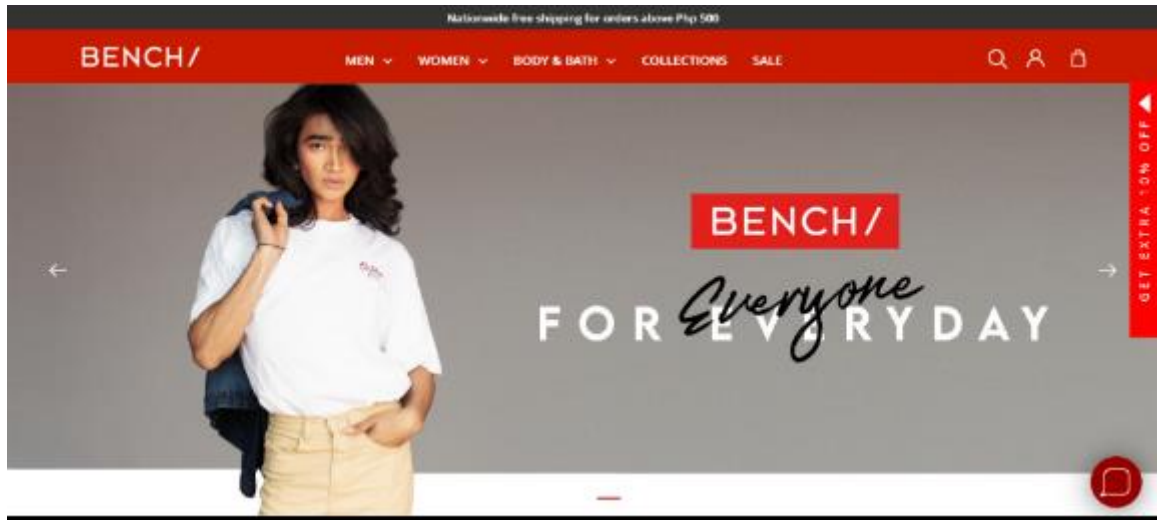 Nationwide free shipping for orders above Php 500
BENCH/
MEN WOMEN BODY & BATH COLLECTIONS SALE
GET EXTRA 10% OFF
BENCH/
Everyone
FOR EVERYDAY